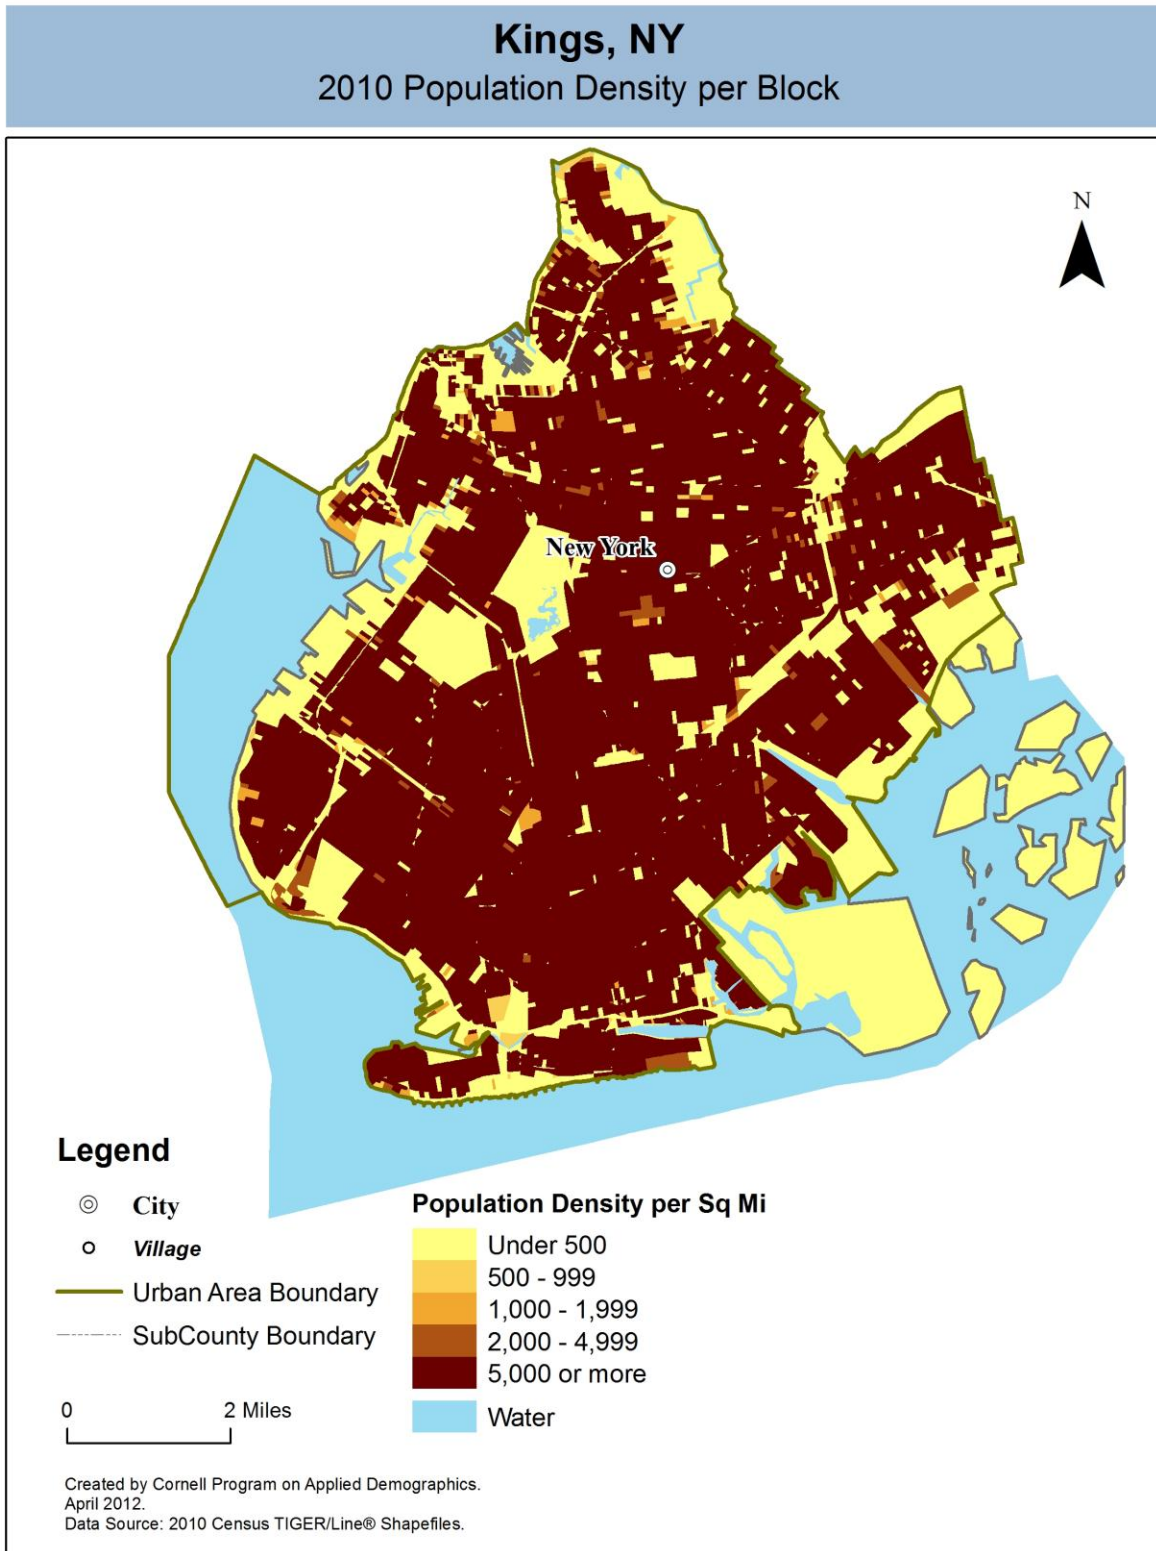 Kings, NY
2010 Population Density per Block
N
New York
Legend
City
Village
Urban Area Boundary
SubCounty Boundary
0 2 Miles
Population Density per Sq Mi
Under 500
500 - 999
1,000 - 1,999
2,000 - 4,999
5,000 or more
Water
Created by Cornell Program on Applied Demographics.
April 2012.
Data Source: 2010 Census TIGER/Line® Shapefiles.